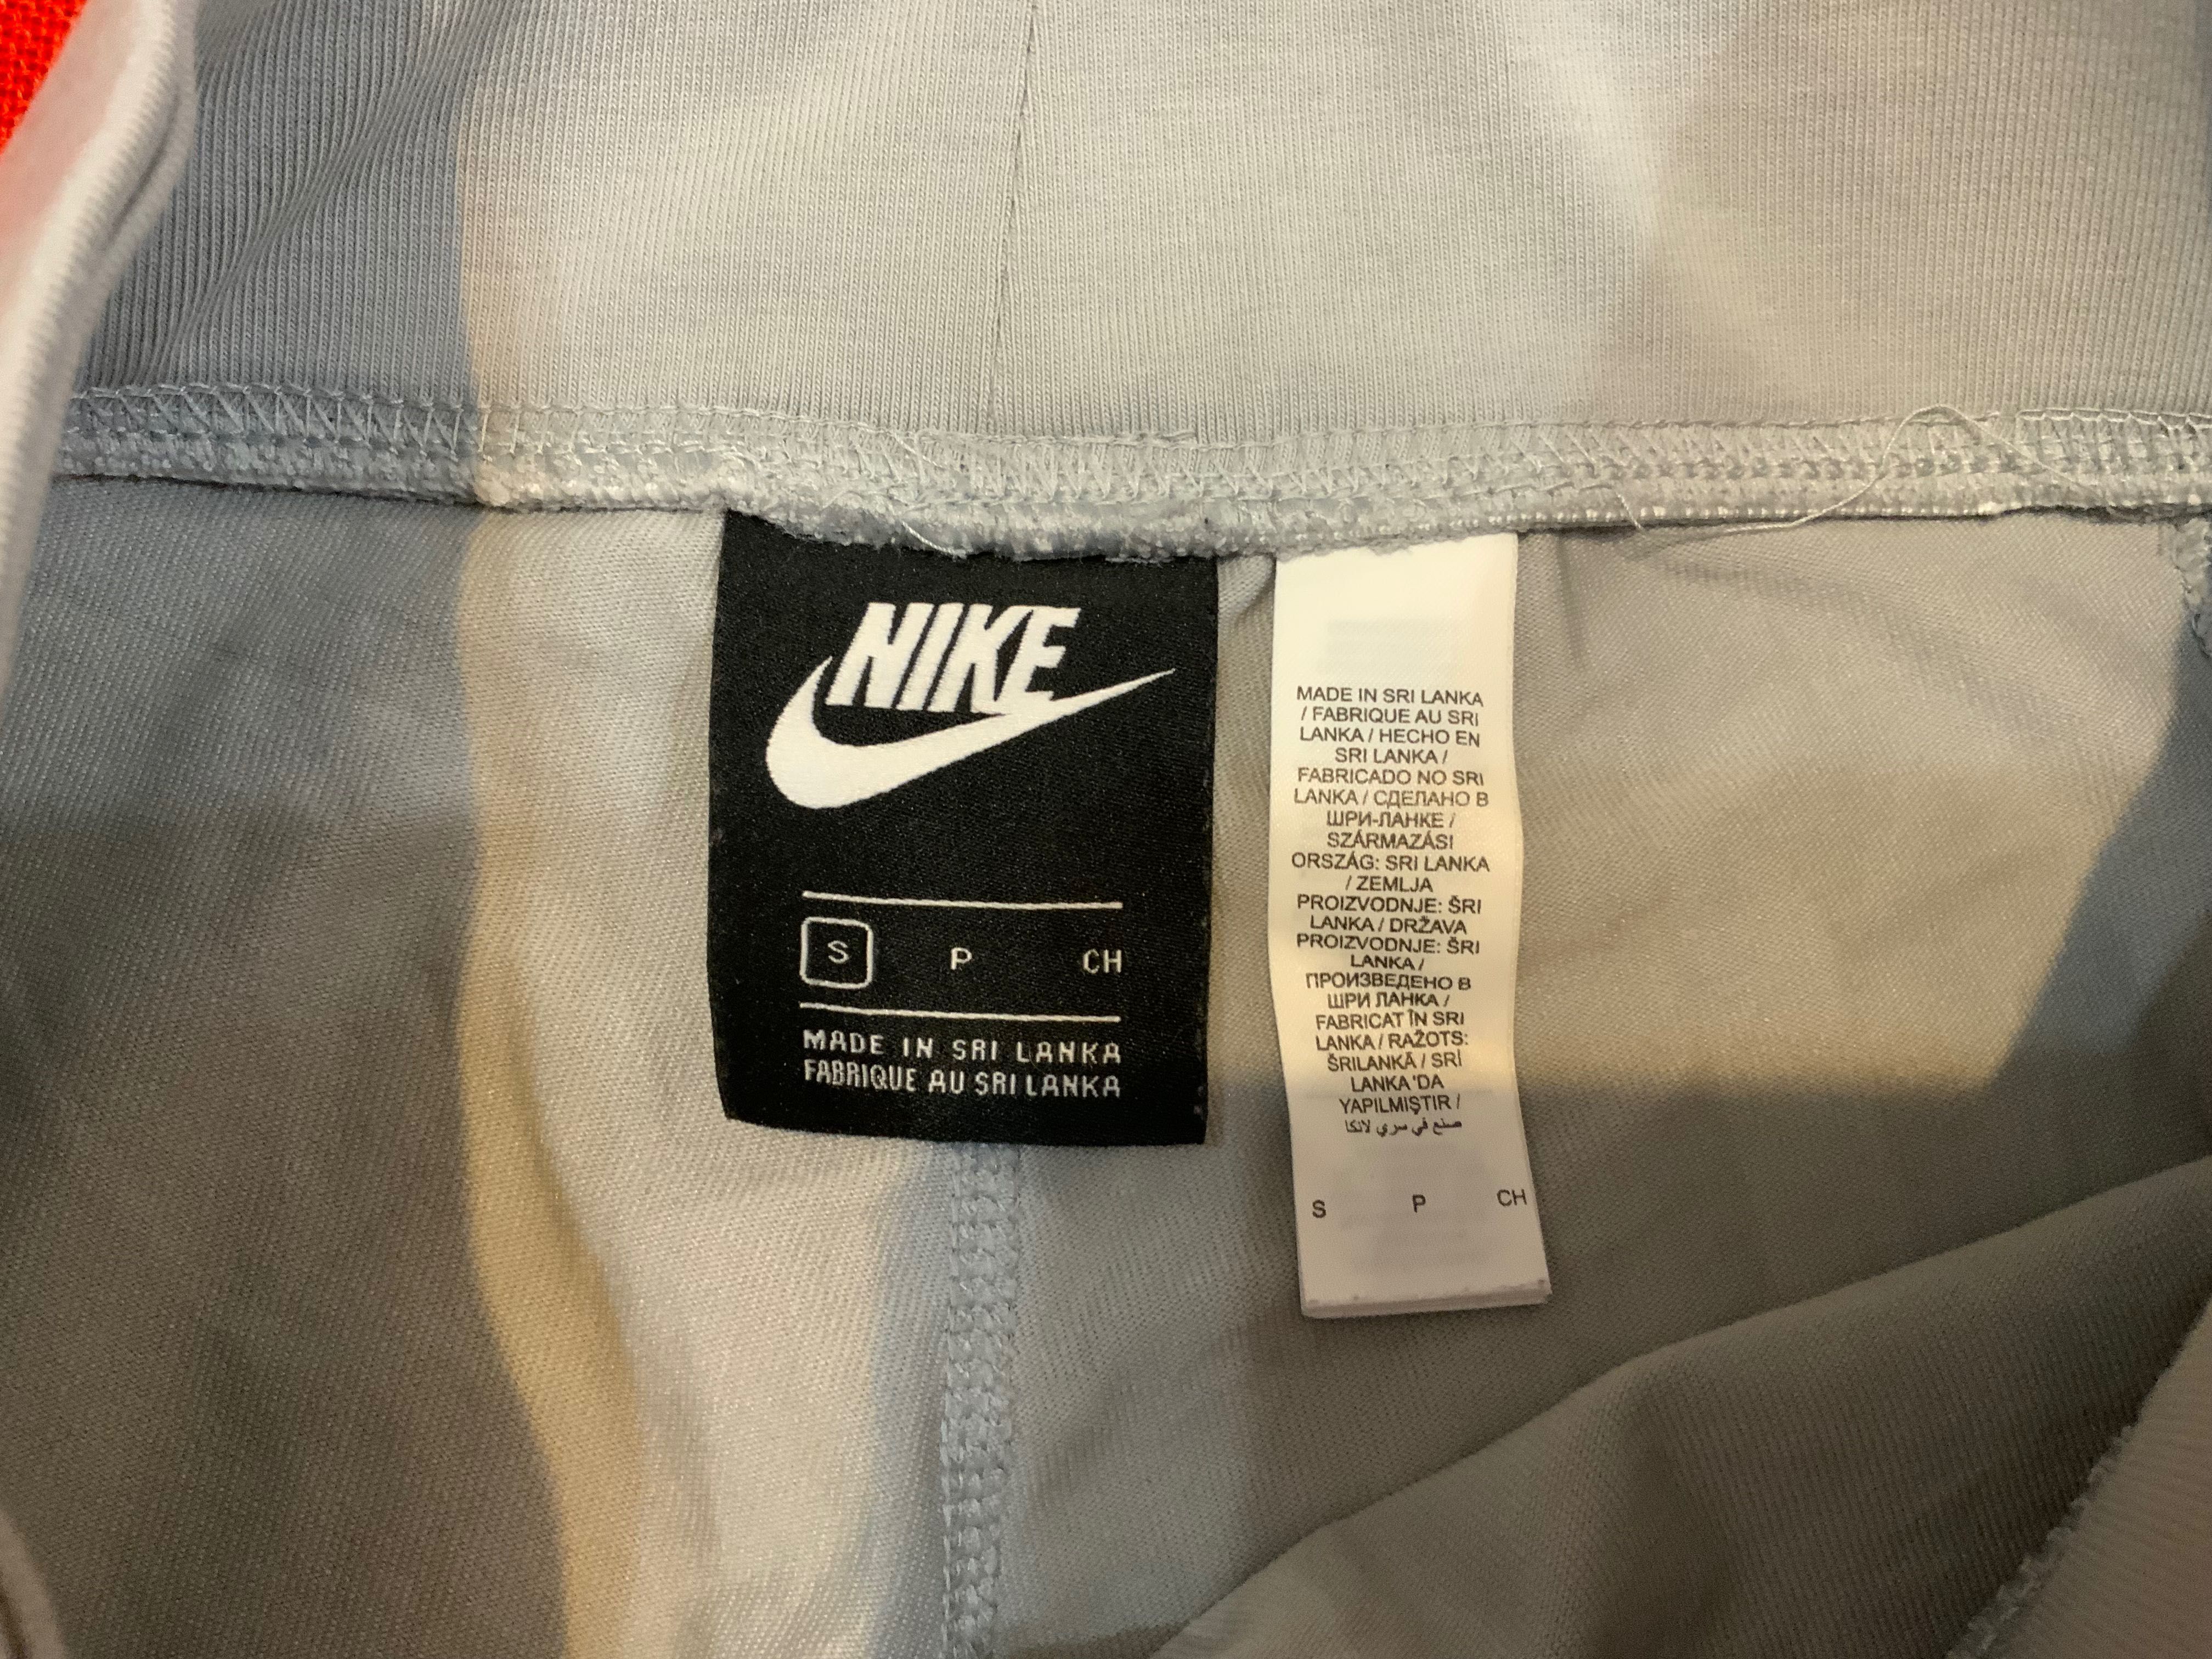 NIKE
S P CH
MADE IN SRI LANKA
FABRIQUE AU SRI LANKA
MADE IN SRI LANKA
/ FABRIQUE AU SRI
LANKA / HECHO EN
SRI LANKA /
FABRICADO NO SRI
LANKA / СДЕЛАНО В
ШРИ-ЛАНКЕ /
SZÁRMAZÁSI
ORSZÁG: SRI LANKA
/ ZEMLJA
PROIZVODNJE: ŠRI
LANKA / DRŽAVA
PROIZVODNJE: ŠRI
LANKA /
ПРОИЗВЕДЕНО В
ШРИ ЛАНКА /
FABRICAT ÎN SRI
LANKA / RAŽOTS:
ŠRILANKĀ / SRİ
LANKA 'DA
YAPILMIŞTIR /
صنع في سري لانكا
S P CH